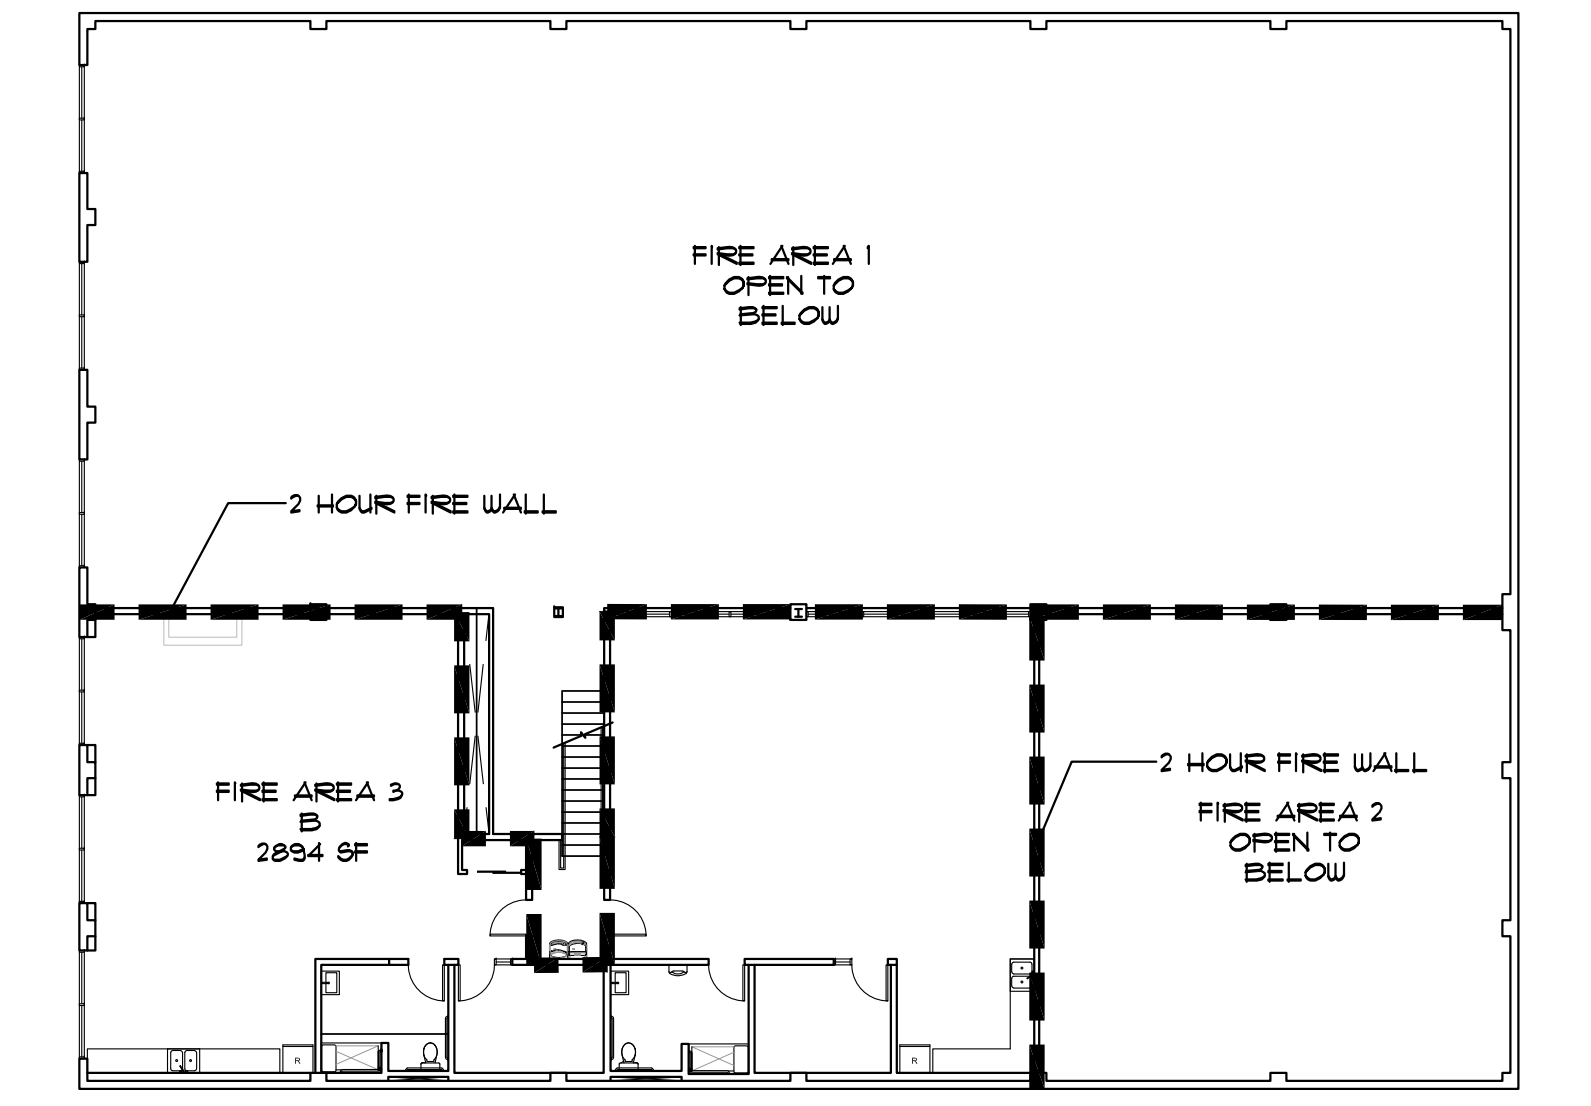 FIRE AREA 1
OPEN TO
BELOW
2 HOUR FIRE WALL
2 HOUR FIRE WALL
FIRE AREA 3
B
2894 SF
FIRE AREA 2
OPEN TO
BELOW
R
R